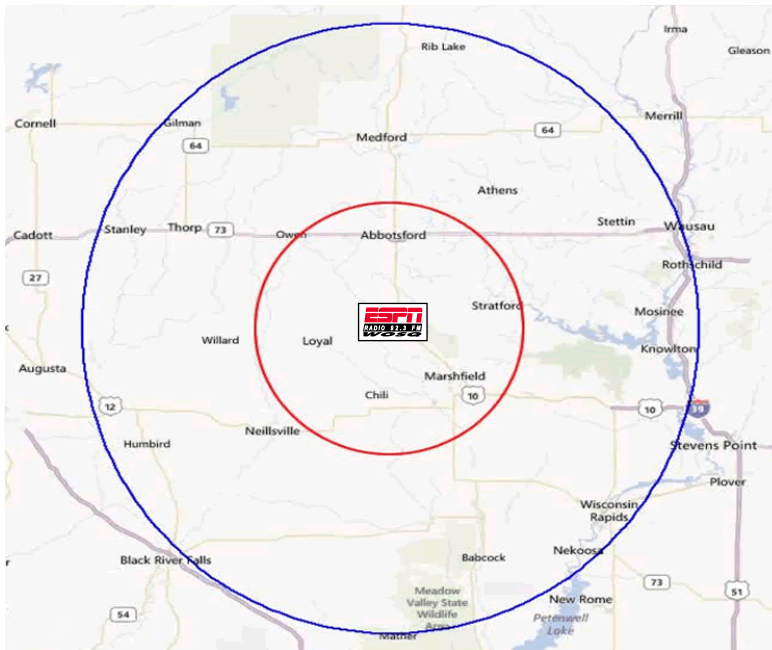 Irma
Rib Lake
Gleason
Cornell
Gilman
Merrill
64
Medford
64
Athens
Stettin
Wausau
Cadott
Stanley
Thorp
73
Owen
Abbotsford
Rothschild
27
Stratford
Mosinee
ESPN
RADIO 92.3 FM
WOSQ
Willard
Loyal
Knowlton
Augusta
Marshfield
Chili
10
12
10
39
Neillsville
Humbird
Stevens Point
Plover
Wisconsin
Rapids
Black River Falls
Babcock
Nekoosa
73
51
Meadow
Valley State
Wildlife
Area
New Rome
54
Petenwell
Lake
Mather